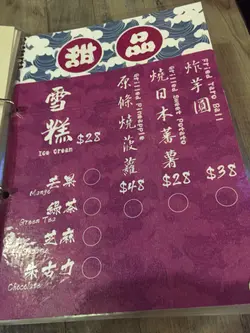 甜品
炸芋圓
Fried Taro Ball
$38
燒日本蕃薯
Grilled Sweet Potato
$28
原條燒菠蘿
Grilled Pineapple
$48
雪糕
Ice Cream
$28
芒果
Mango
綠茶
Green Tea
芝麻
朱古力
Chocolate